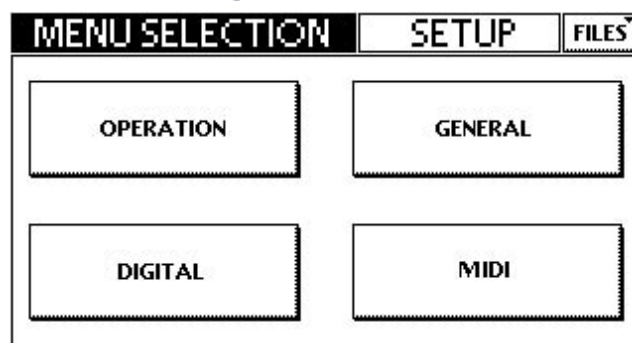 MENU SELECTION SETUP FILES
OPERATION GENERAL
DIGITAL MIDI